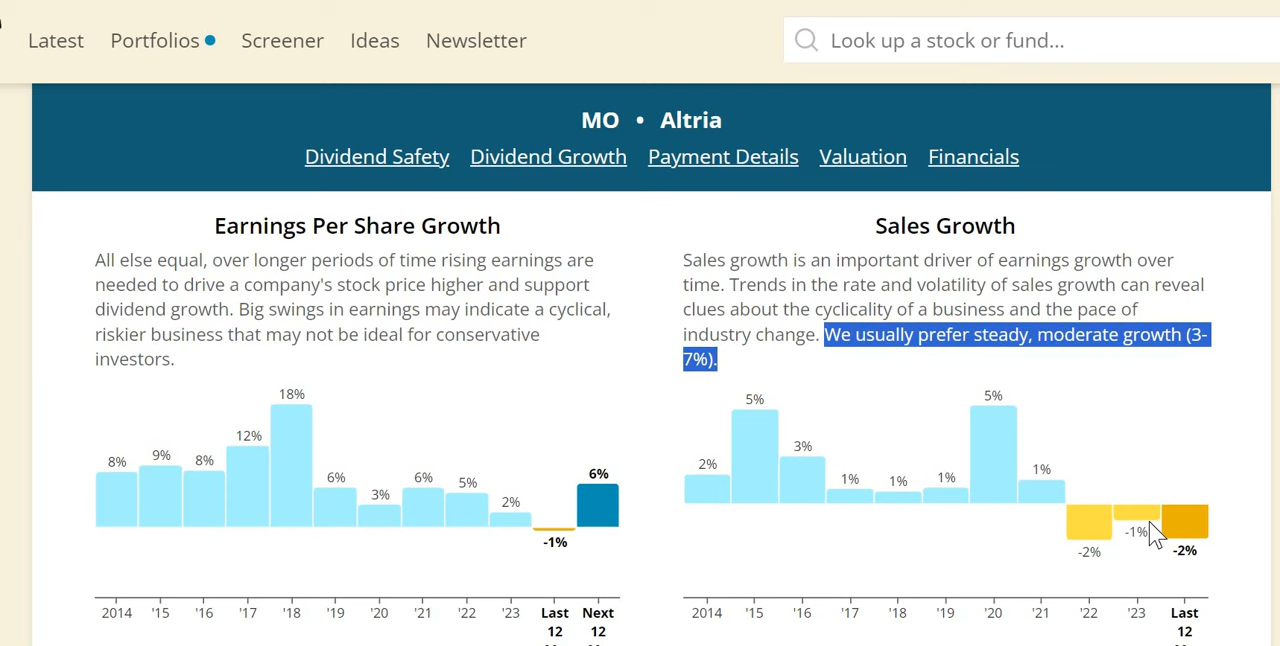 Latest Portfolios Screener Ideas Newsletter
Look up a stock or fund...
MO • Altria
Dividend Safety Dividend Growth Payment Details Valuation Financials
Earnings Per Share Growth
All else equal, over longer periods of time rising earnings are
needed to drive a company's stock price higher and support
dividend growth. Big swings in earnings may indicate a cyclical,
riskier business that may not be ideal for conservative
investors.
8% 9% 8% 12% 18% 6% 3% 6% 5% 2% -1% 6%
2014 '15 '16 '17 '18 '19 '20 '21 '22 '23 Last Next
12 12
Sales Growth
Sales growth is an important driver of earnings growth over
time. Trends in the rate and volatility of sales growth can reveal
clues about the cyclicality of a business and the pace of
industry change. We usually prefer steady, moderate growth (3-
7%).
2% 5% 3% 1% 1% 1% 5% 1% -2% -1% -2%
2014 '15 '16 '17 '18 '19 '20 '21 '22 '23 Last
12